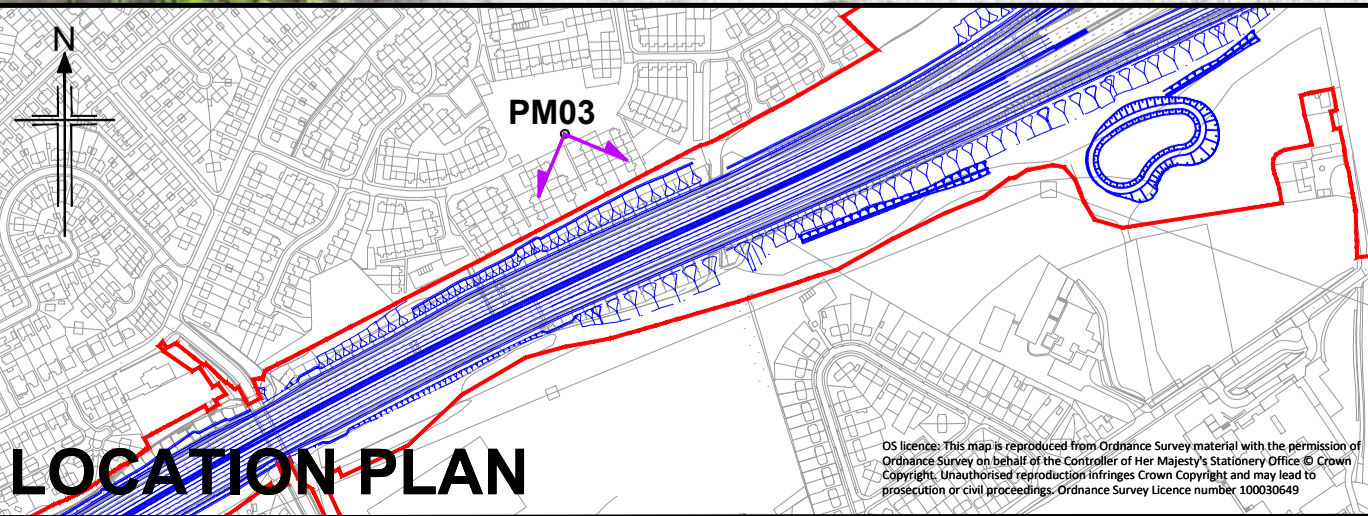 N
PM03
LOCATION PLAN
OS licence: This map is reproduced from Ordnance Survey material with the permission of
Ordnance Survey on behalf of the Controller of Her Majesty's Stationery Office © Crown
Copyright. Unauthorised reproduction infringes Crown Copyright and may lead to
prosecution or civil proceedings. Ordnance Survey Licence number 100030649